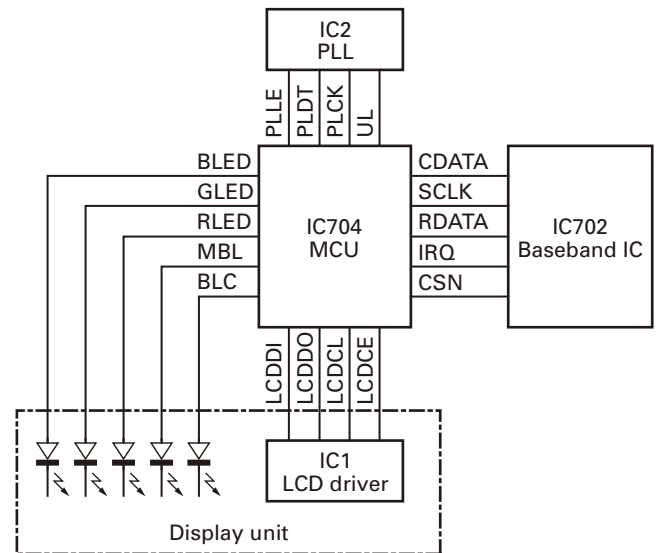 IC2
PLL
PLLE
PLDT
PLCK
UL
BLED
GLED
RLED
MBL
BLC
IC704
MCU
CDATA
SCLK
RDATA
IRQ
CSN
IC702
Baseband IC
LCDDI
LCDDO
LCDCL
LCDCE
IC1
LCD driver
Display unit